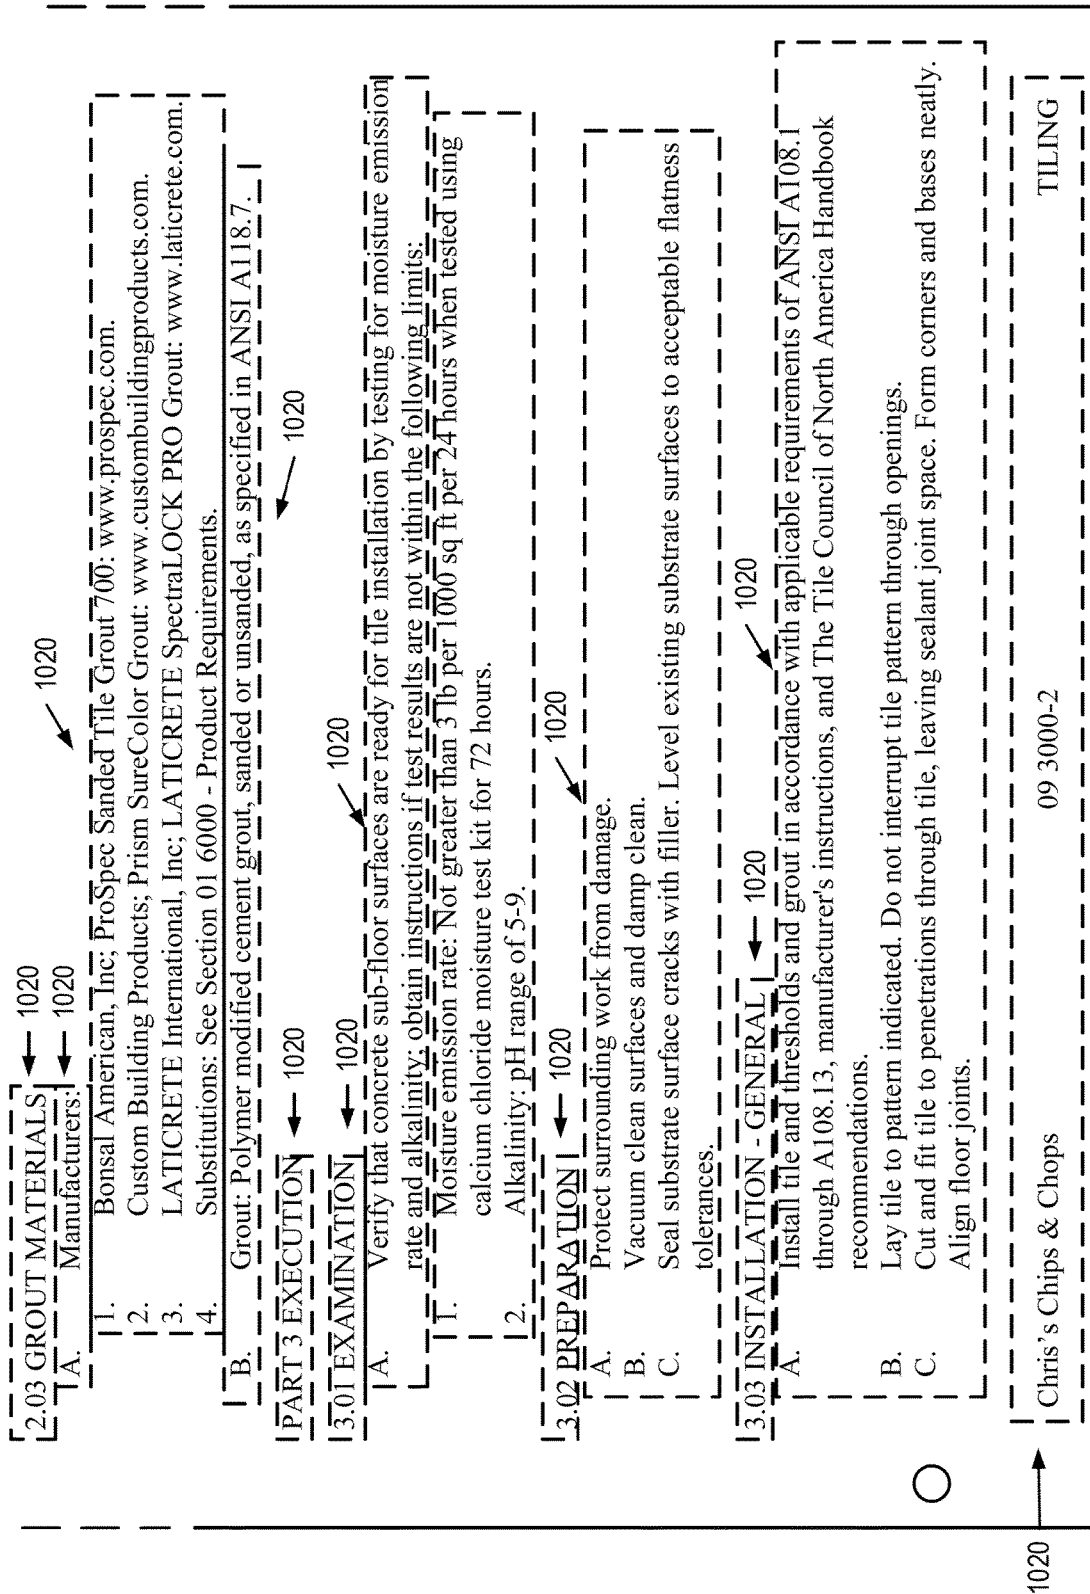 2.03 GROUT MATERIALS 1020
A. Manufacturers: 1020
1020
1. Bonsal American, Inc; ProSpec Sanded Tile Grout 700: www.prospec.com.
2. Custom Building Products; Prism SureColor Grout: www.custombuildingproducts.com.
3. LATICRETE International, Inc; LATICRETE SpectraLOCK PRO Grout: www.laticrete.com.
4. Substitutions: See Section 01 6000 - Product Requirements.
B. Grout: Polymer modified cement grout, sanded or unsanded, as specified in ANSI A118.7.
1020
PART 3 EXECUTION 1020
3.01 EXAMINATION 1020
1020
A. Verify that concrete sub-floor surfaces are ready for tile installation by testing for moisture emission
rate and alkalinity; obtain instructions if test results are not within the following limits:
1. Moisture emission rate: Not greater than 3 lb per 1000 sq ft per 24 hours when tested using
calcium chloride moisture test kit for 72 hours.
2. Alkalinity: pH range of 5-9.
3.02 PREPARATION 1020
1020
A. Protect surrounding work from damage.
B. Vacuum clean surfaces and damp clean.
C. Seal substrate surface cracks with filler. Level existing substrate surfaces to acceptable flatness
tolerances.
3.03 INSTALLATION - GENERAL 1020
1020
A. Install tile and thresholds and grout in accordance with applicable requirements of ANSI A108.1
through A108.13, manufacturer's instructions, and The Tile Council of North America Handbook
recommendations.
B. Lay tile to pattern indicated. Do not interrupt tile pattern through openings.
C. Cut and fit tile to penetrations through tile, leaving sealant joint space. Form corners and bases neatly.
Align floor joints.
Chris's Chips & Chops 09 3000-2 TILING
1020